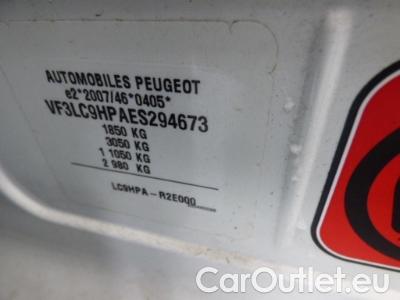 AUTOMOBILES PEUGEOT
e2*2007/46*0405*
VF3LC9HPAES294673
1850 KG
3050 KG
1 1050 KG
2 980 KG
LC9HPA-R2E000
CarOutlet.eu